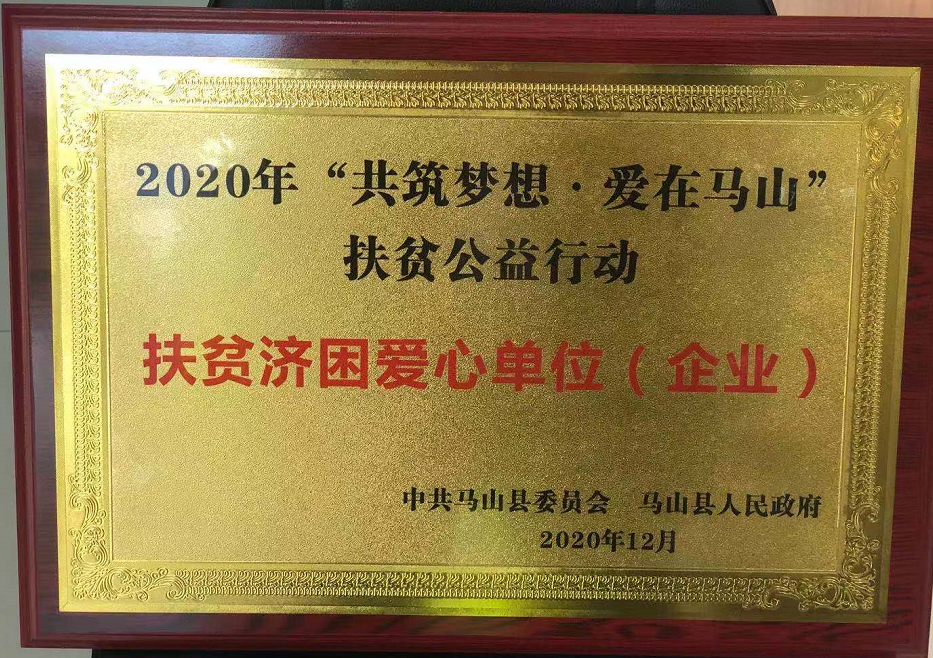 2020年“共筑梦想·爱在马山”
扶贫公益行动
扶贫济困爱心单位（企业）
中共马山县委员会　马山县人民政府
2020年12月